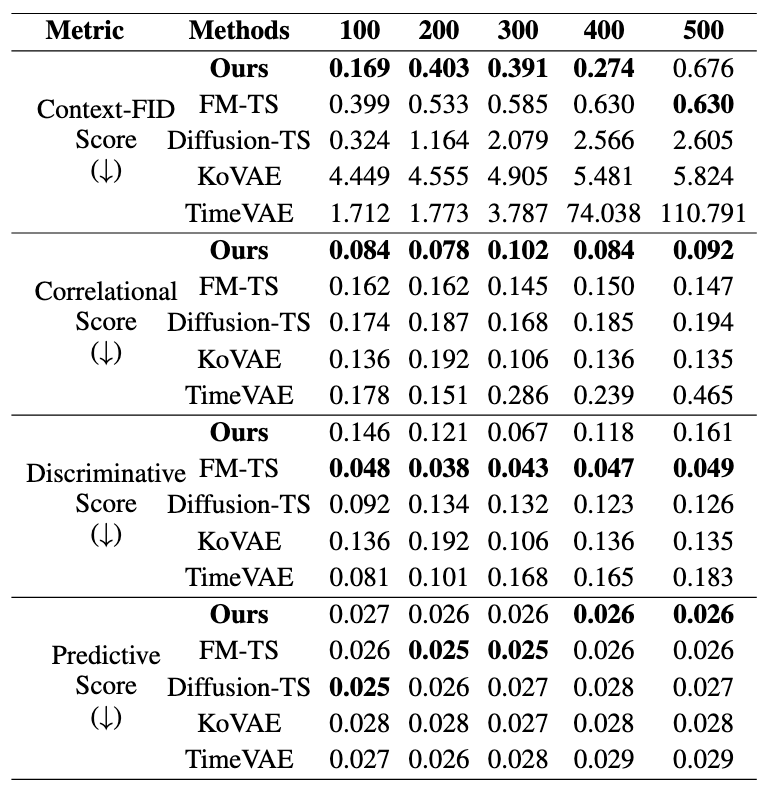 Metric Methods 100 200 300 400 500
Ours 0.169 0.403 0.391 0.274 0.676
Context-FID FM-TS 0.399 0.533 0.585 0.630 0.630
Score Diffusion-TS 0.324 1.164 2.079 2.566 2.605
(↓) KoVAE 4.449 4.555 4.905 5.481 5.824
TimeVAE 1.712 1.773 3.787 74.038 110.791
Ours 0.084 0.078 0.102 0.084 0.092
Correlational FM-TS 0.162 0.162 0.145 0.150 0.147
Score Diffusion-TS 0.174 0.187 0.168 0.185 0.194
(↓) KoVAE 0.136 0.192 0.106 0.136 0.135
TimeVAE 0.178 0.151 0.286 0.239 0.465
Ours 0.146 0.121 0.067 0.118 0.161
Discriminative FM-TS 0.048 0.038 0.043 0.047 0.049
Score Diffusion-TS 0.092 0.134 0.132 0.123 0.126
(↓) KoVAE 0.136 0.192 0.106 0.136 0.135
TimeVAE 0.081 0.101 0.168 0.165 0.183
Ours 0.027 0.026 0.026 0.026 0.026
Predictive FM-TS 0.026 0.025 0.025 0.026 0.026
Score Diffusion-TS 0.025 0.026 0.027 0.028 0.027
(↓) KoVAE 0.028 0.028 0.027 0.028 0.028
TimeVAE 0.027 0.026 0.028 0.029 0.029